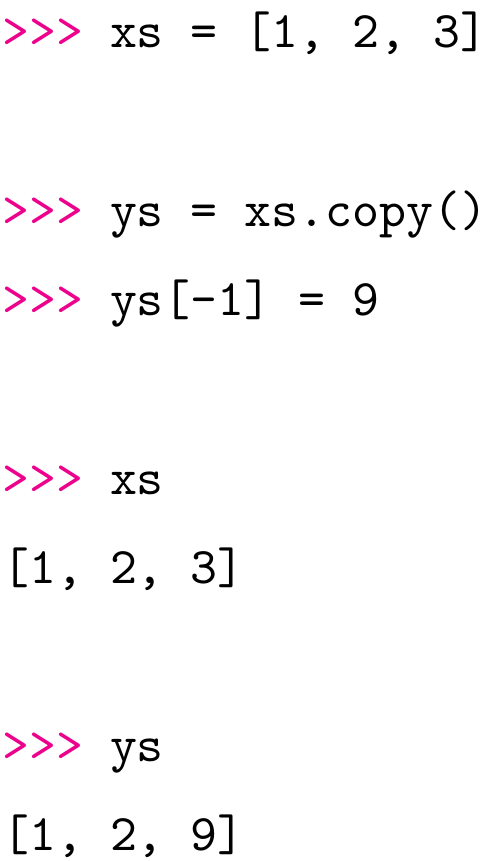 >>> xs = [1, 2, 3]
>>> ys = xs.copy()
>>> ys[-1] = 9
>>> xs
[1, 2, 3]
>>> ys
[1, 2, 9]